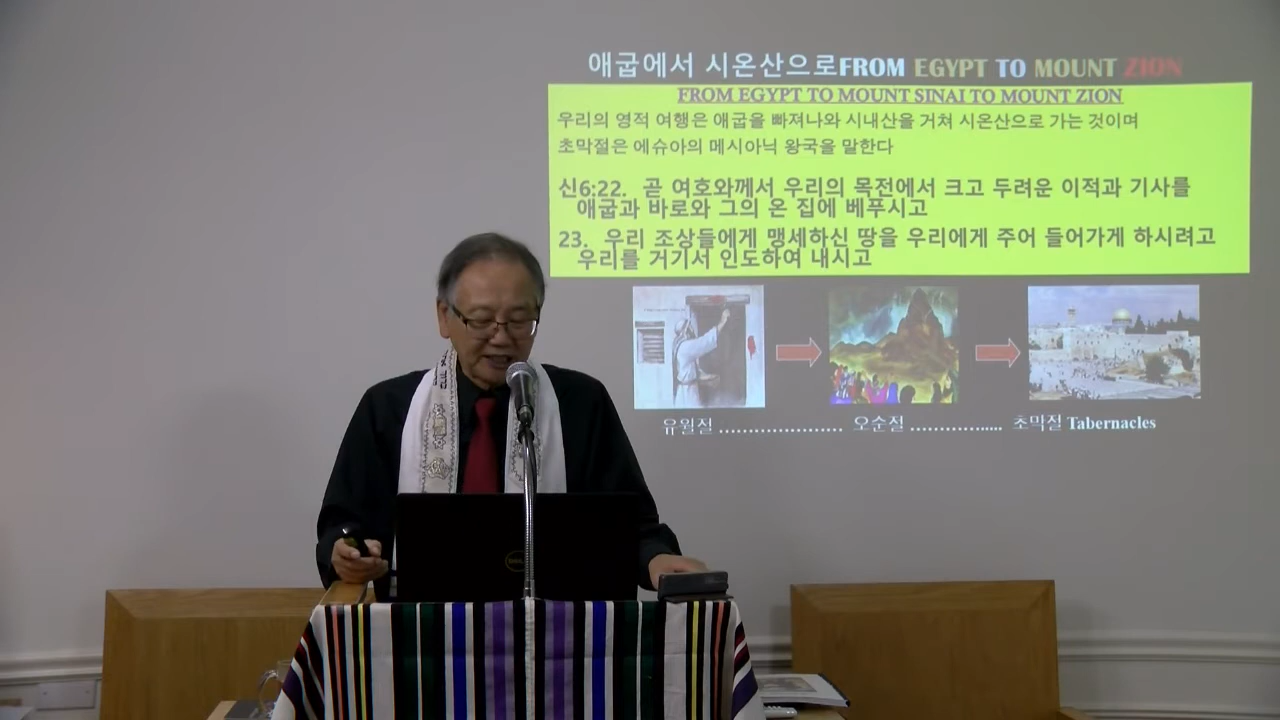 애굽에서 시온산으로FROM EGYPT TO MOUNT ZION
FROM EGYPT TO MOUNT SINAI TO MOUNT ZION
우리의 영적 여행은 애굽을 빠져나와 시내산을 거쳐 시온산으로 가는 것이며
초막절은 에슈아의 메시아닉 왕국을 말한다
신6:22. 곧 여호와께서 우리의 목전에서 크고 두려운 이적과 기사를
애굽과 바로와 그의 온 집에 베푸시고
23. 우리 조상들에게 맹세하신 땅을 우리에게 주어 들어가게 하시려고
우리를 거기서 인도하여 내시고
유월절 ..................... 오순절 .................. 초막절 Tabernacles
DELL